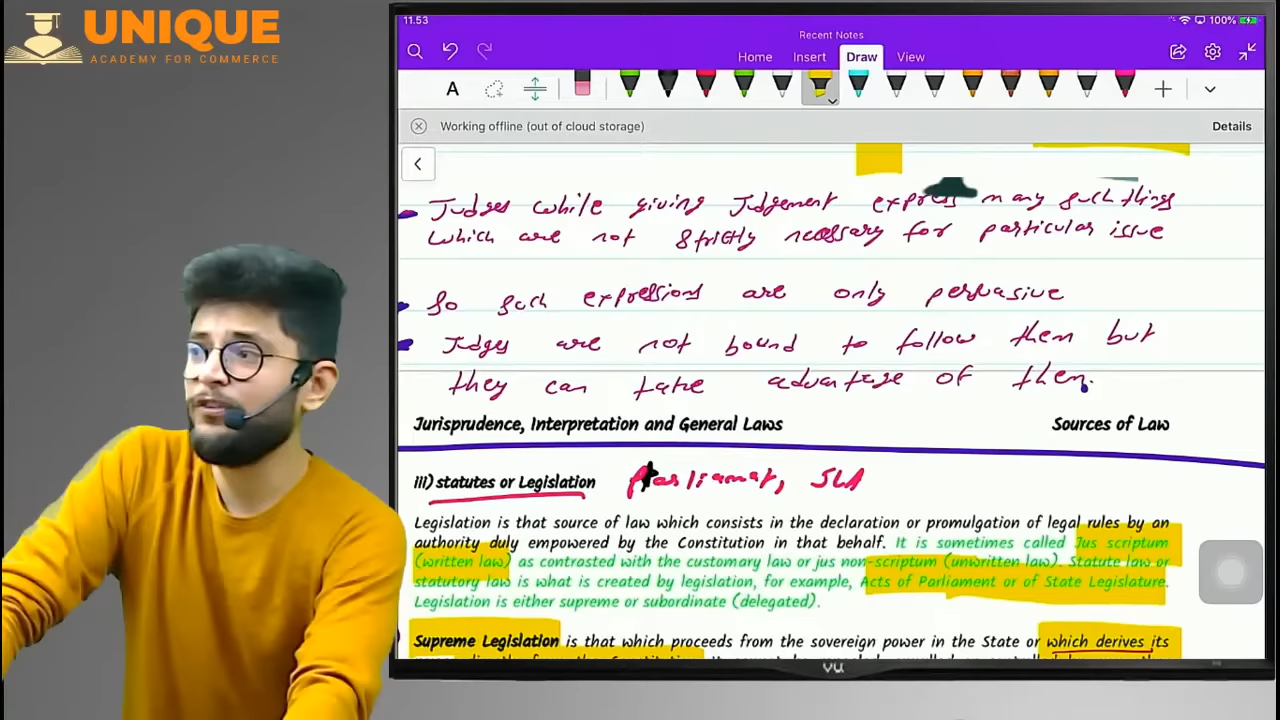 UNIQUE
ACADEMY FOR COMMERCE
11.53
100%
Recent Notes
Home Insert Draw View
A
Working offline (out of cloud storage)
Details
Judges while giving Judgement express many such things
which are not strictly necessary for particular issue
So such expressions are only persuasive
Judges are not bound to follow them but
they can take advantage of them.
Jurisprudence, Interpretation and General Laws
Sources of Law
iii) statutes or Legislation Parliamat, SLA
Legislation is that source of law which consists in the declaration or promulgation of legal rules by an
authority duly empowered by the Constitution in that behalf. It is sometimes called Jus scriptum
(written law) as contrasted with the customary law or jus non-scriptum (unwritten law). Statute law or
statutory law is what is created by legislation, for example, Acts of Parliament or of State Legislature.
Legislation is either supreme or subordinate (delegated).
Supreme Legislation is that which proceeds from the sovereign power in the State or which derives its
VU